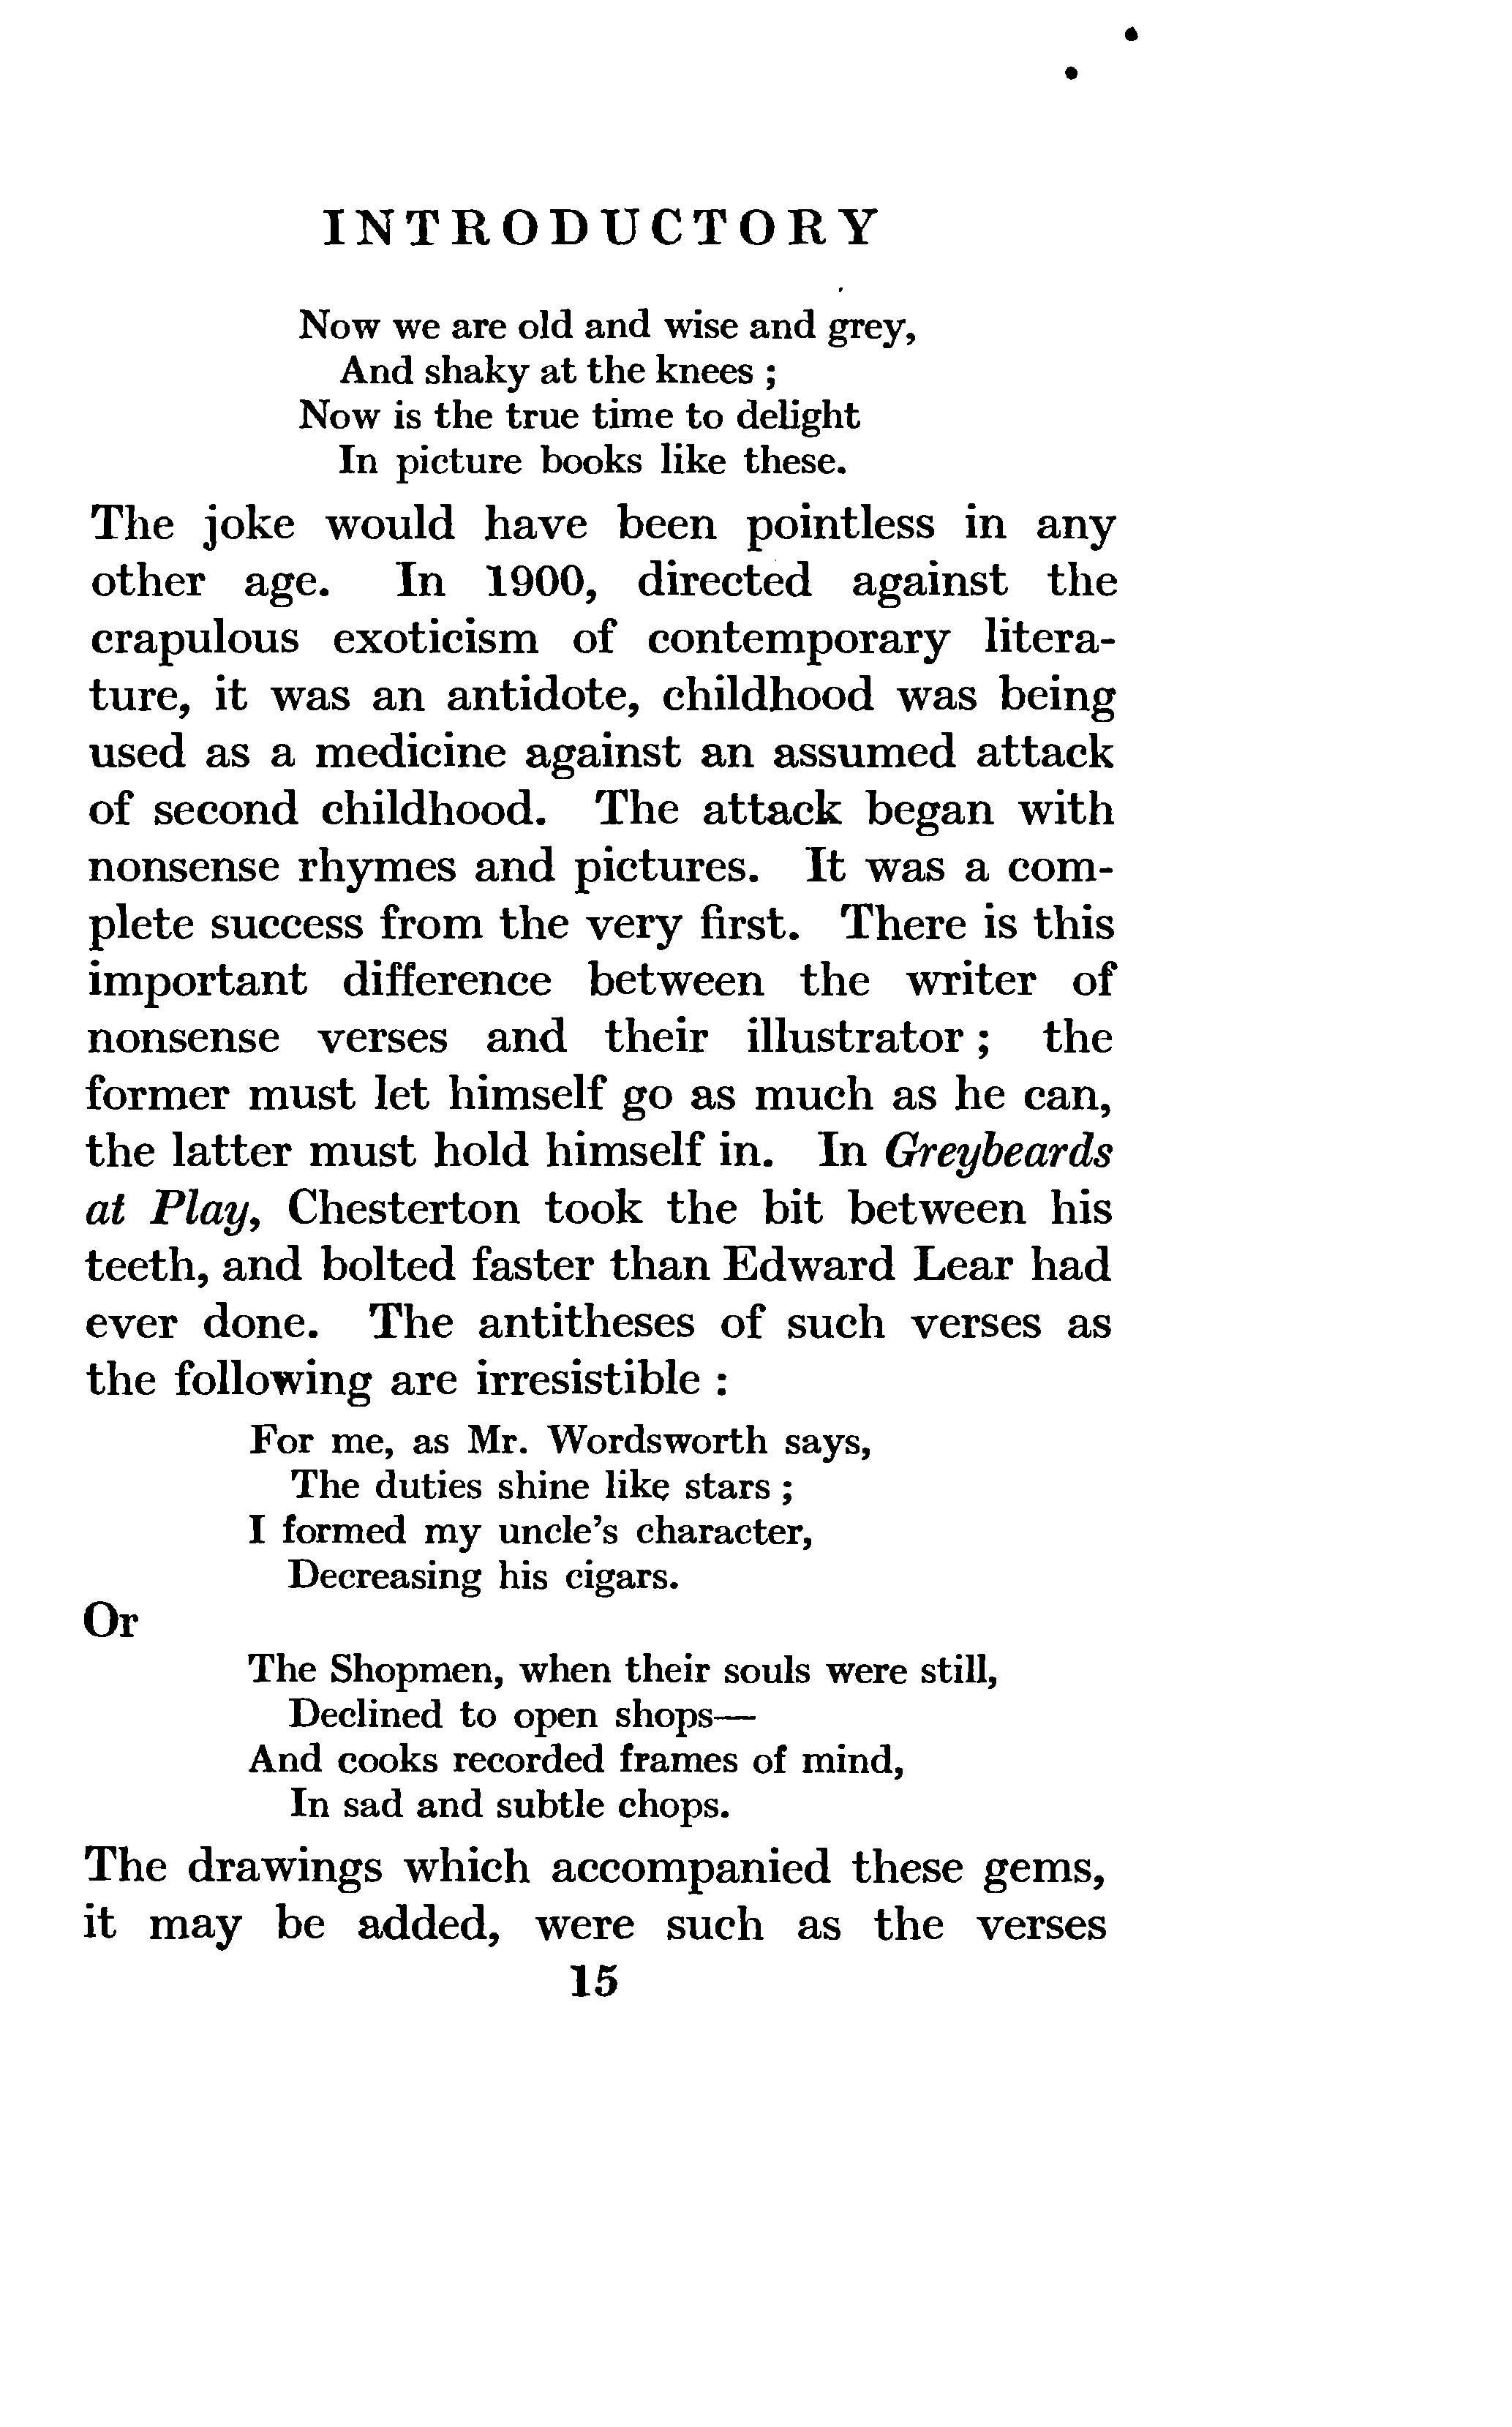 INTRODUCTORY
Now we are old and wise and grey,
And shaky at the knees ;
Now is the true time to delight
In picture books like these.
The joke would have been pointless in any
other age. In 1900, directed against the
crapulous exoticism of contemporary litera-
ture, it was an antidote, childhood was being
used as a medicine against an assumed attack
of second childhood. The attack began with
nonsense rhymes and pictures. It was a com-
plete success from the very first. There is this
important difference between the writer of
nonsense verses and their illustrator ; the
former must let himself go as much as he can,
the latter must hold himself in. In Greybeards
at Play, Chesterton took the bit between his
teeth, and bolted faster than Edward Lear had
ever done. The antitheses of such verses as
the following are irresistible :
For me, as Mr. Wordsworth says,
The duties shine like stars ;
I formed my uncle's character,
Decreasing his cigars.
Or
The Shopmen, when their souls were still,
Declined to open shops—
And cooks recorded frames of mind,
In sad and subtle chops.
The drawings which accompanied these gems,
it may be added, were such as the verses
15